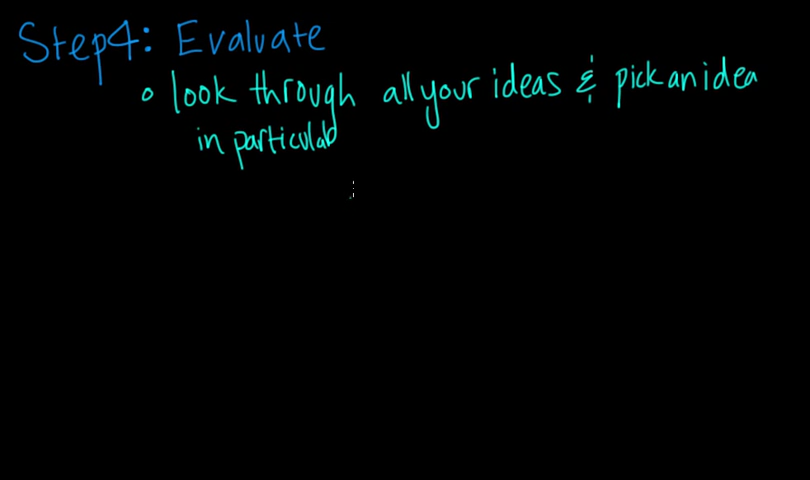 Step4: Evaluate
o look through all your ideas & pick an idea
in particular